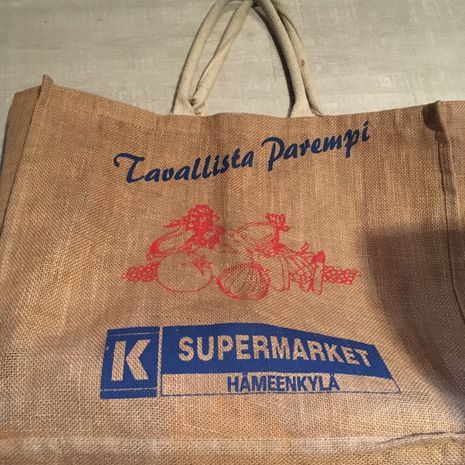 Tavallista Parempi
K SUPERMARKET
HÄMEENKYLÄ